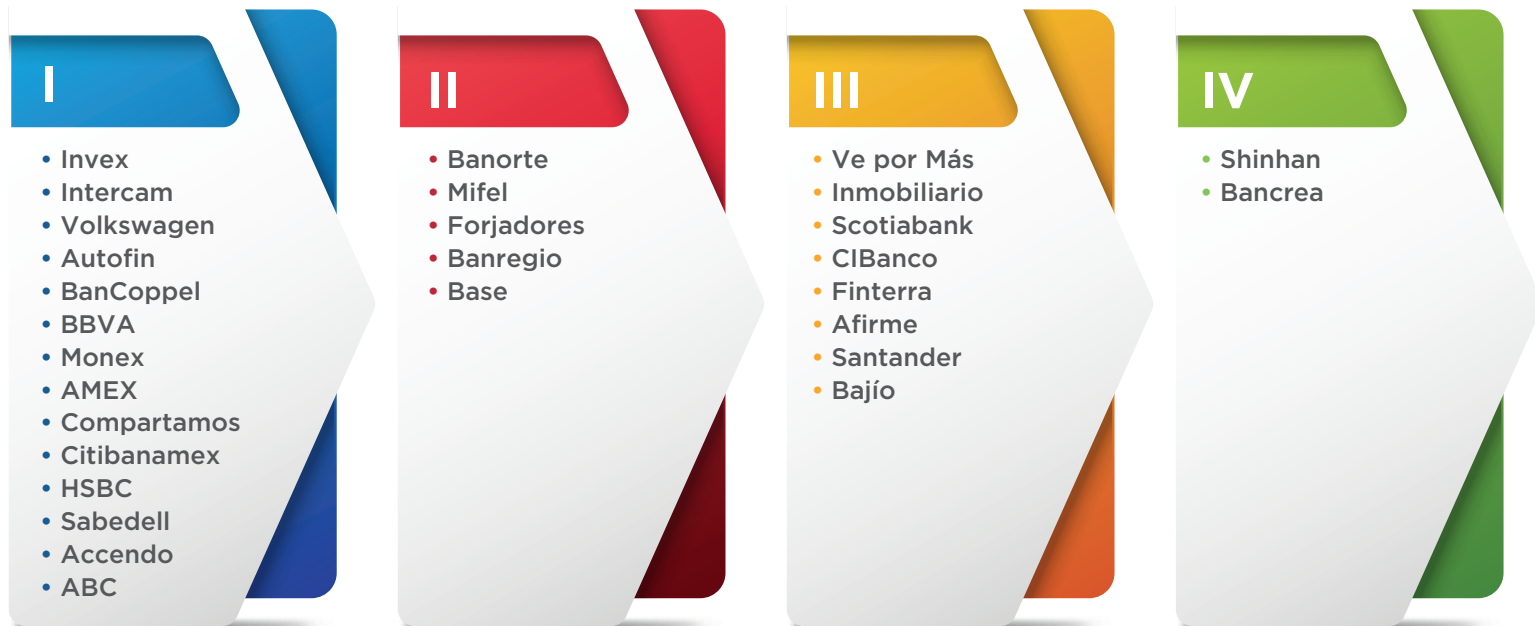 I
• Invex
• Intercam
• Volkswagen
• Autofin
• BanCoppel
• BBVA
• Monex
• AMEX
• Compartamos
• Citibanamex
• HSBC
• Sabedell
• Accendo
• ABC
II
• Banorte
• Mifel
• Forjadores
• Banregio
• Base
III
• Ve por Más
• Inmobiliario
• Scotiabank
• CIBanco
• Finterra
• Afirme
• Santander
• Bajío
IV
• Shinhan
• Bancrea